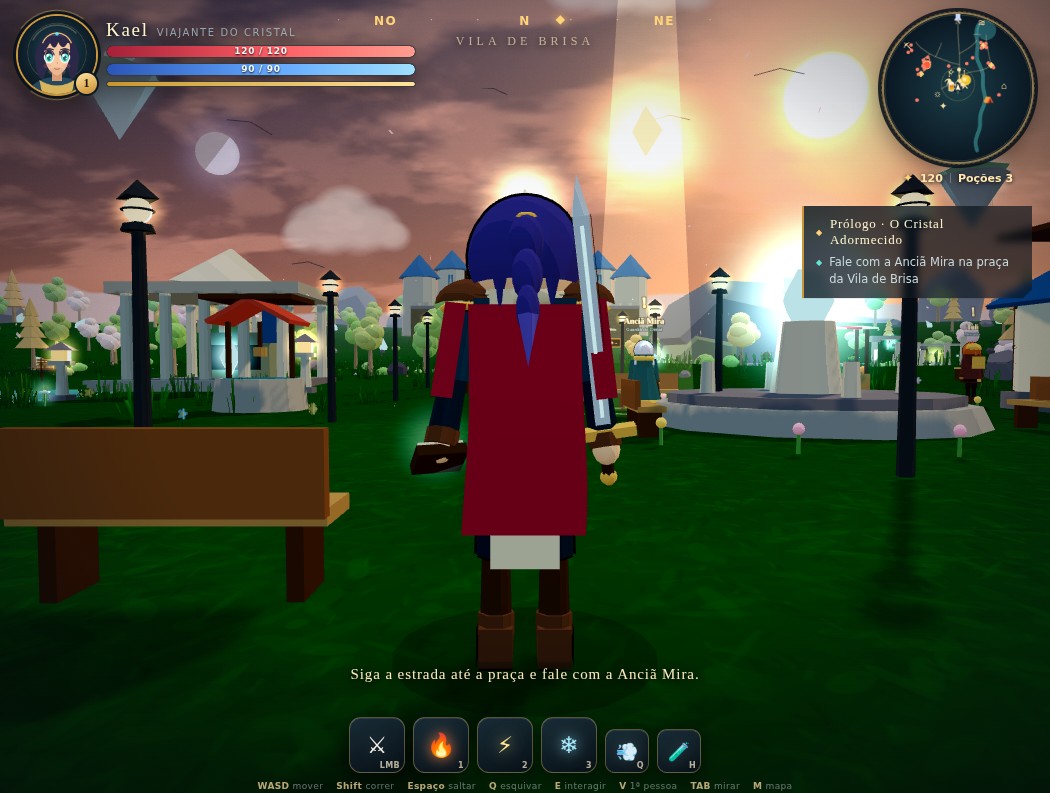 Kael VIAJANTE DO CRISTAL
120 / 120
90 / 90
1
NO N NE
VILA DE BRISA
120 | Poções 3
Prólogo · O Cristal
Adormecido
Fale com a Anciã Mira na praça
da Vila de Brisa
!
Anciã Mira
!
Siga a estrada até a praça e fale com a Anciã Mira.
LMB 1 2 3 Q H
WASD mover Shift correr Espaço saltar Q esquivar E interagir V 1ª pessoa TAB mirar M mapa